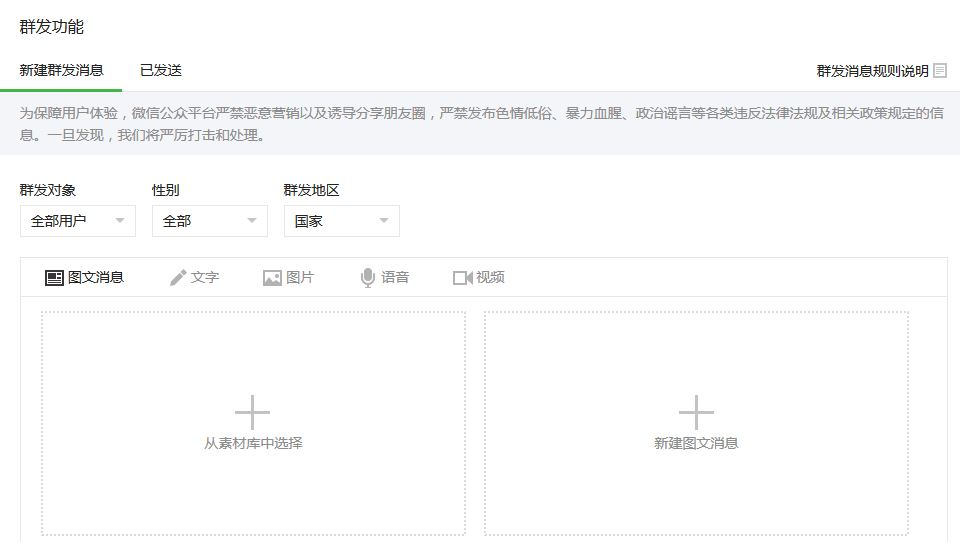 群发功能
新建群发消息 已发送 群发消息规则说明
为保障用户体验，微信公众平台严禁恶意营销以及诱导分享朋友圈，严禁发布色情低俗、暴力血腥、政治谣言等各类违反法律法规及相关政策规定的信
息。一旦发现，我们将严厉打击和处理。
群发对象 性别 群发地区
全部用户 全部 国家
图文消息 文字 图片 语音 视频
从素材库中选择 新建图文消息